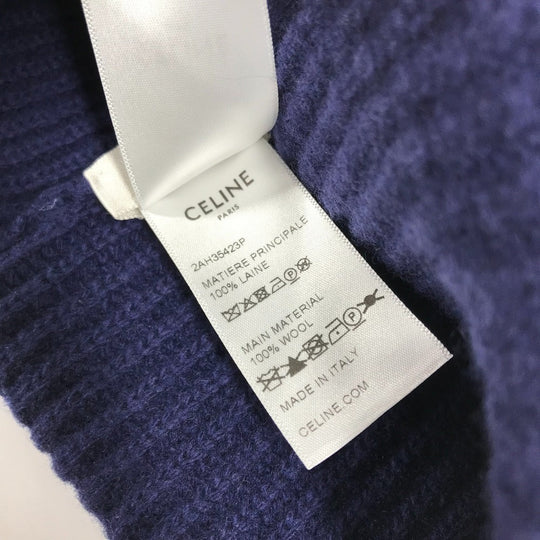 CELINE
PARIS
2AH35423P
MATIERE PRINCIPALE
100% LAINE
MAIN MATERIAL
100% WOOL
MADE IN ITALY
CELINE.COM